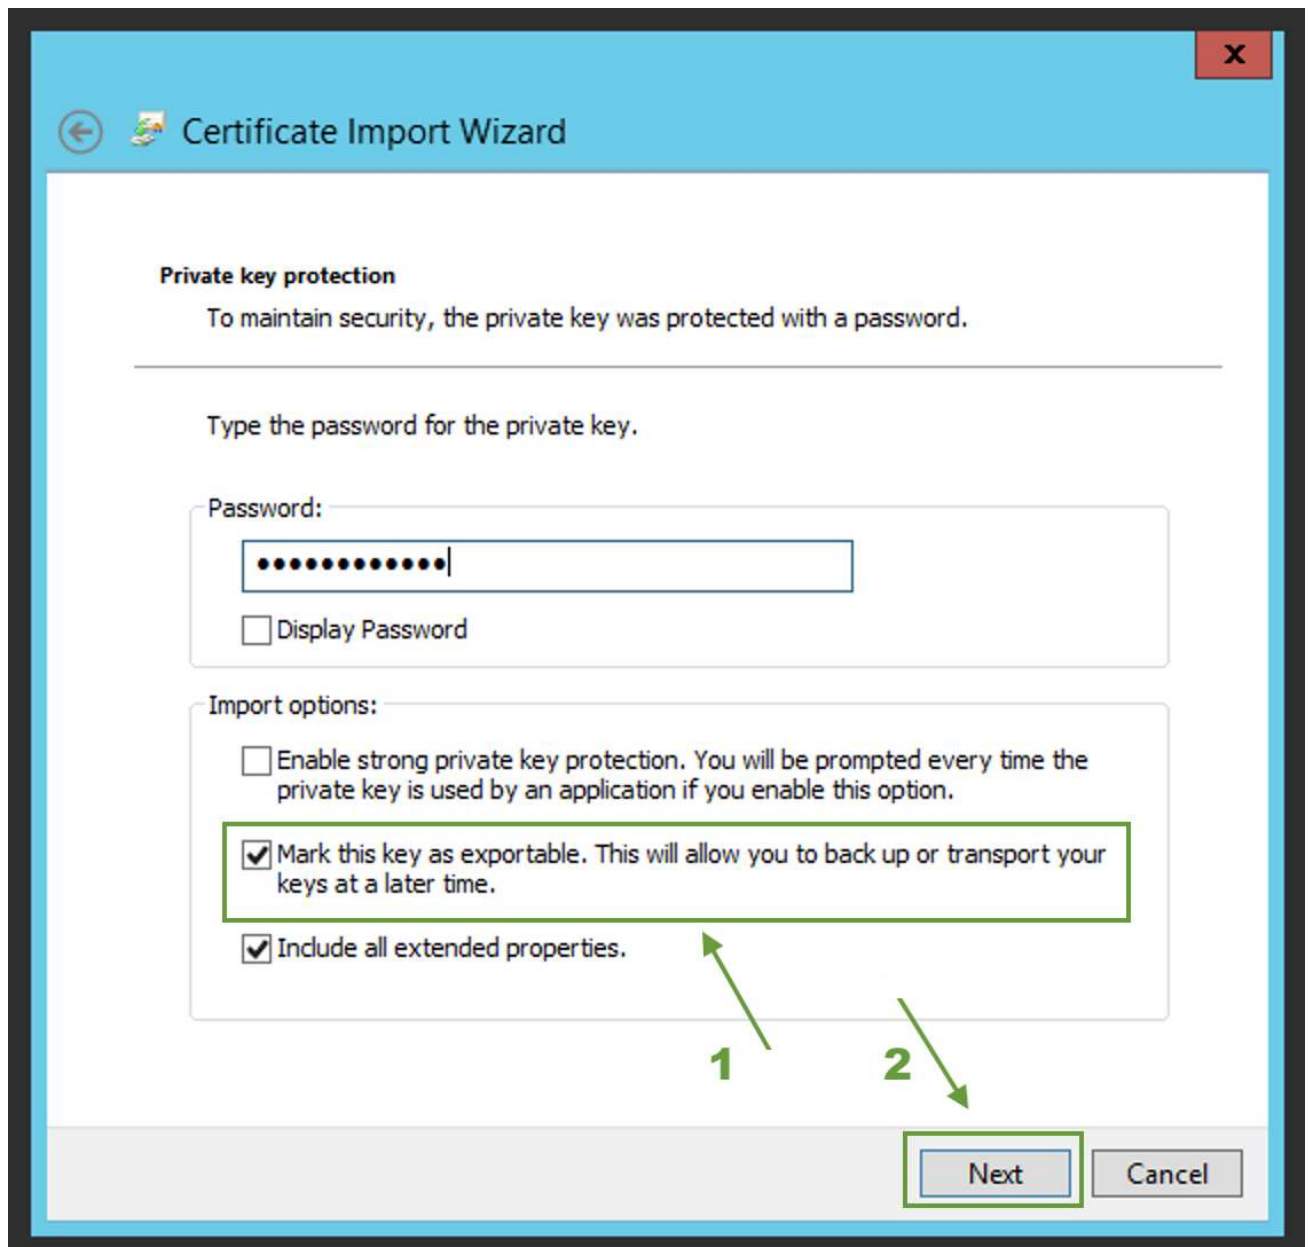 x
Certificate Import Wizard
Private key protection
To maintain security, the private key was protected with a password.
Type the password for the private key.
Password:
••••••••••••
Display Password
Import options:
Enable strong private key protection. You will be prompted every time the
private key is used by an application if you enable this option.
Mark this key as exportable. This will allow you to back up or transport your
keys at a later time.
Include all extended properties.
1 2
Next Cancel